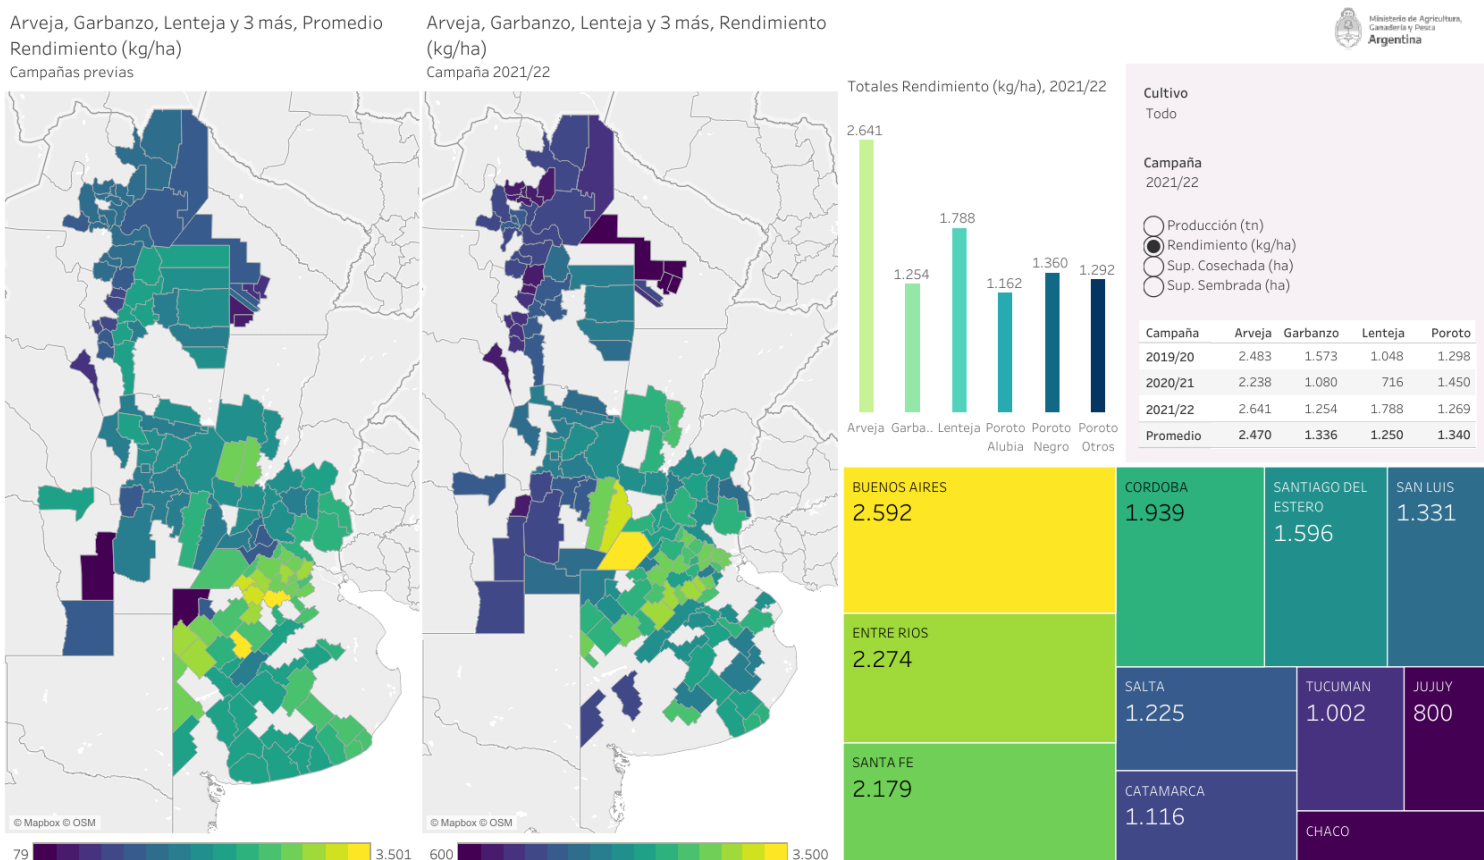 Arveja, Garbanzo, Lenteja y 3 más, Promedio
Rendimiento (kg/ha)
Campañas previas
© Mapbox © OSM
79
3.501
Arveja, Garbanzo, Lenteja y 3 más, Rendimiento
(kg/ha)
Campaña 2021/22
© Mapbox © OSM
600
3.500
Totales Rendimiento (kg/ha), 2021/22
2.641
1.254
1.788
1.162
1.360
1.292
Arveja
Garba..
Lenteja
Poroto
Alubia
Poroto
Negro
Poroto
Otros
Ministerio de Agricultura,
Ganadería y Pesca
Argentina
Cultivo
Todo
Campaña
2021/22
Producción (tn)
Rendimiento (kg/ha)
Sup. Cosechada (ha)
Sup. Sembrada (ha)
Campaña Arveja Garbanzo Lenteja Poroto
2019/20 2.483 1.573 1.048 1.298
2020/21 2.238 1.080 716 1.450
2021/22 2.641 1.254 1.788 1.269
Promedio 2.470 1.336 1.250 1.340
BUENOS AIRES
2.592
ENTRE RIOS
2.274
SANTA FE
2.179
CORDOBA
1.939
SANTIAGO DEL
ESTERO
1.596
SAN LUIS
1.331
SALTA
1.225
CATAMARCA
1.116
TUCUMAN
1.002
JUJUY
800
CHACO